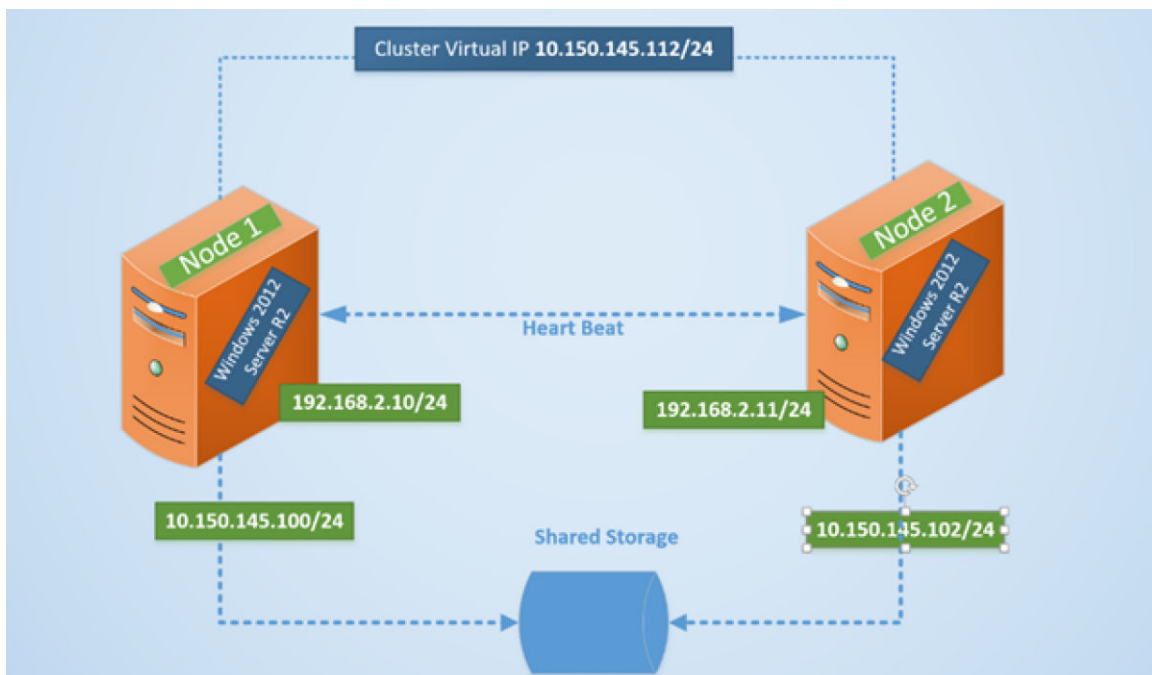 Cluster Virtual IP 10.150.145.112/24
Node 1
Windows 2012
Server R2
Node 2
Windows 2012
Server R2
Heart Beat
192.168.2.10/24
192.168.2.11/24
10.150.145.100/24
10.150.145.102/24
Shared Storage